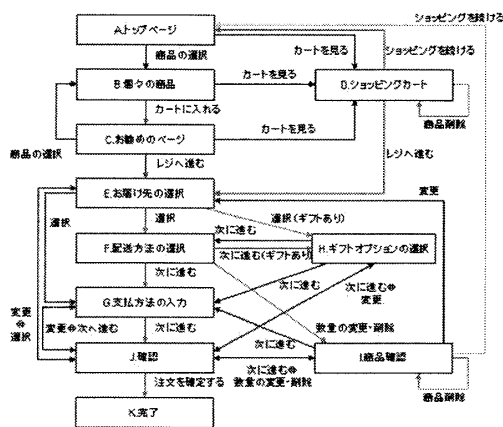 ショッピングを続ける
A.トップページ
商品の選択
カートを見る
ショッピングを続ける
B.個々の商品
カートを見る
D.ショッピングカート
カートに入れる
商品削除
C.お勧めのページ
カートを見る
商品の選択
レジへ進む
レジへ進む
変更
E.お届け先の選択
選択
選択
選択(ギフトあり)
次に進む
F.配送方法の選択
次に進む(ギフトあり)
H.ギフトオプションの選択
次に進む
次に進む
次に進む⇔
変更
G.支払方法の入力
変更
⇔
選択
変更⇔次へ進む
次に進む
数量の変更・削除
次に進む
J.確認
I.商品確認
注文を確定する
次に進む⇔
数量の変更・削除
商品削除
K.完了